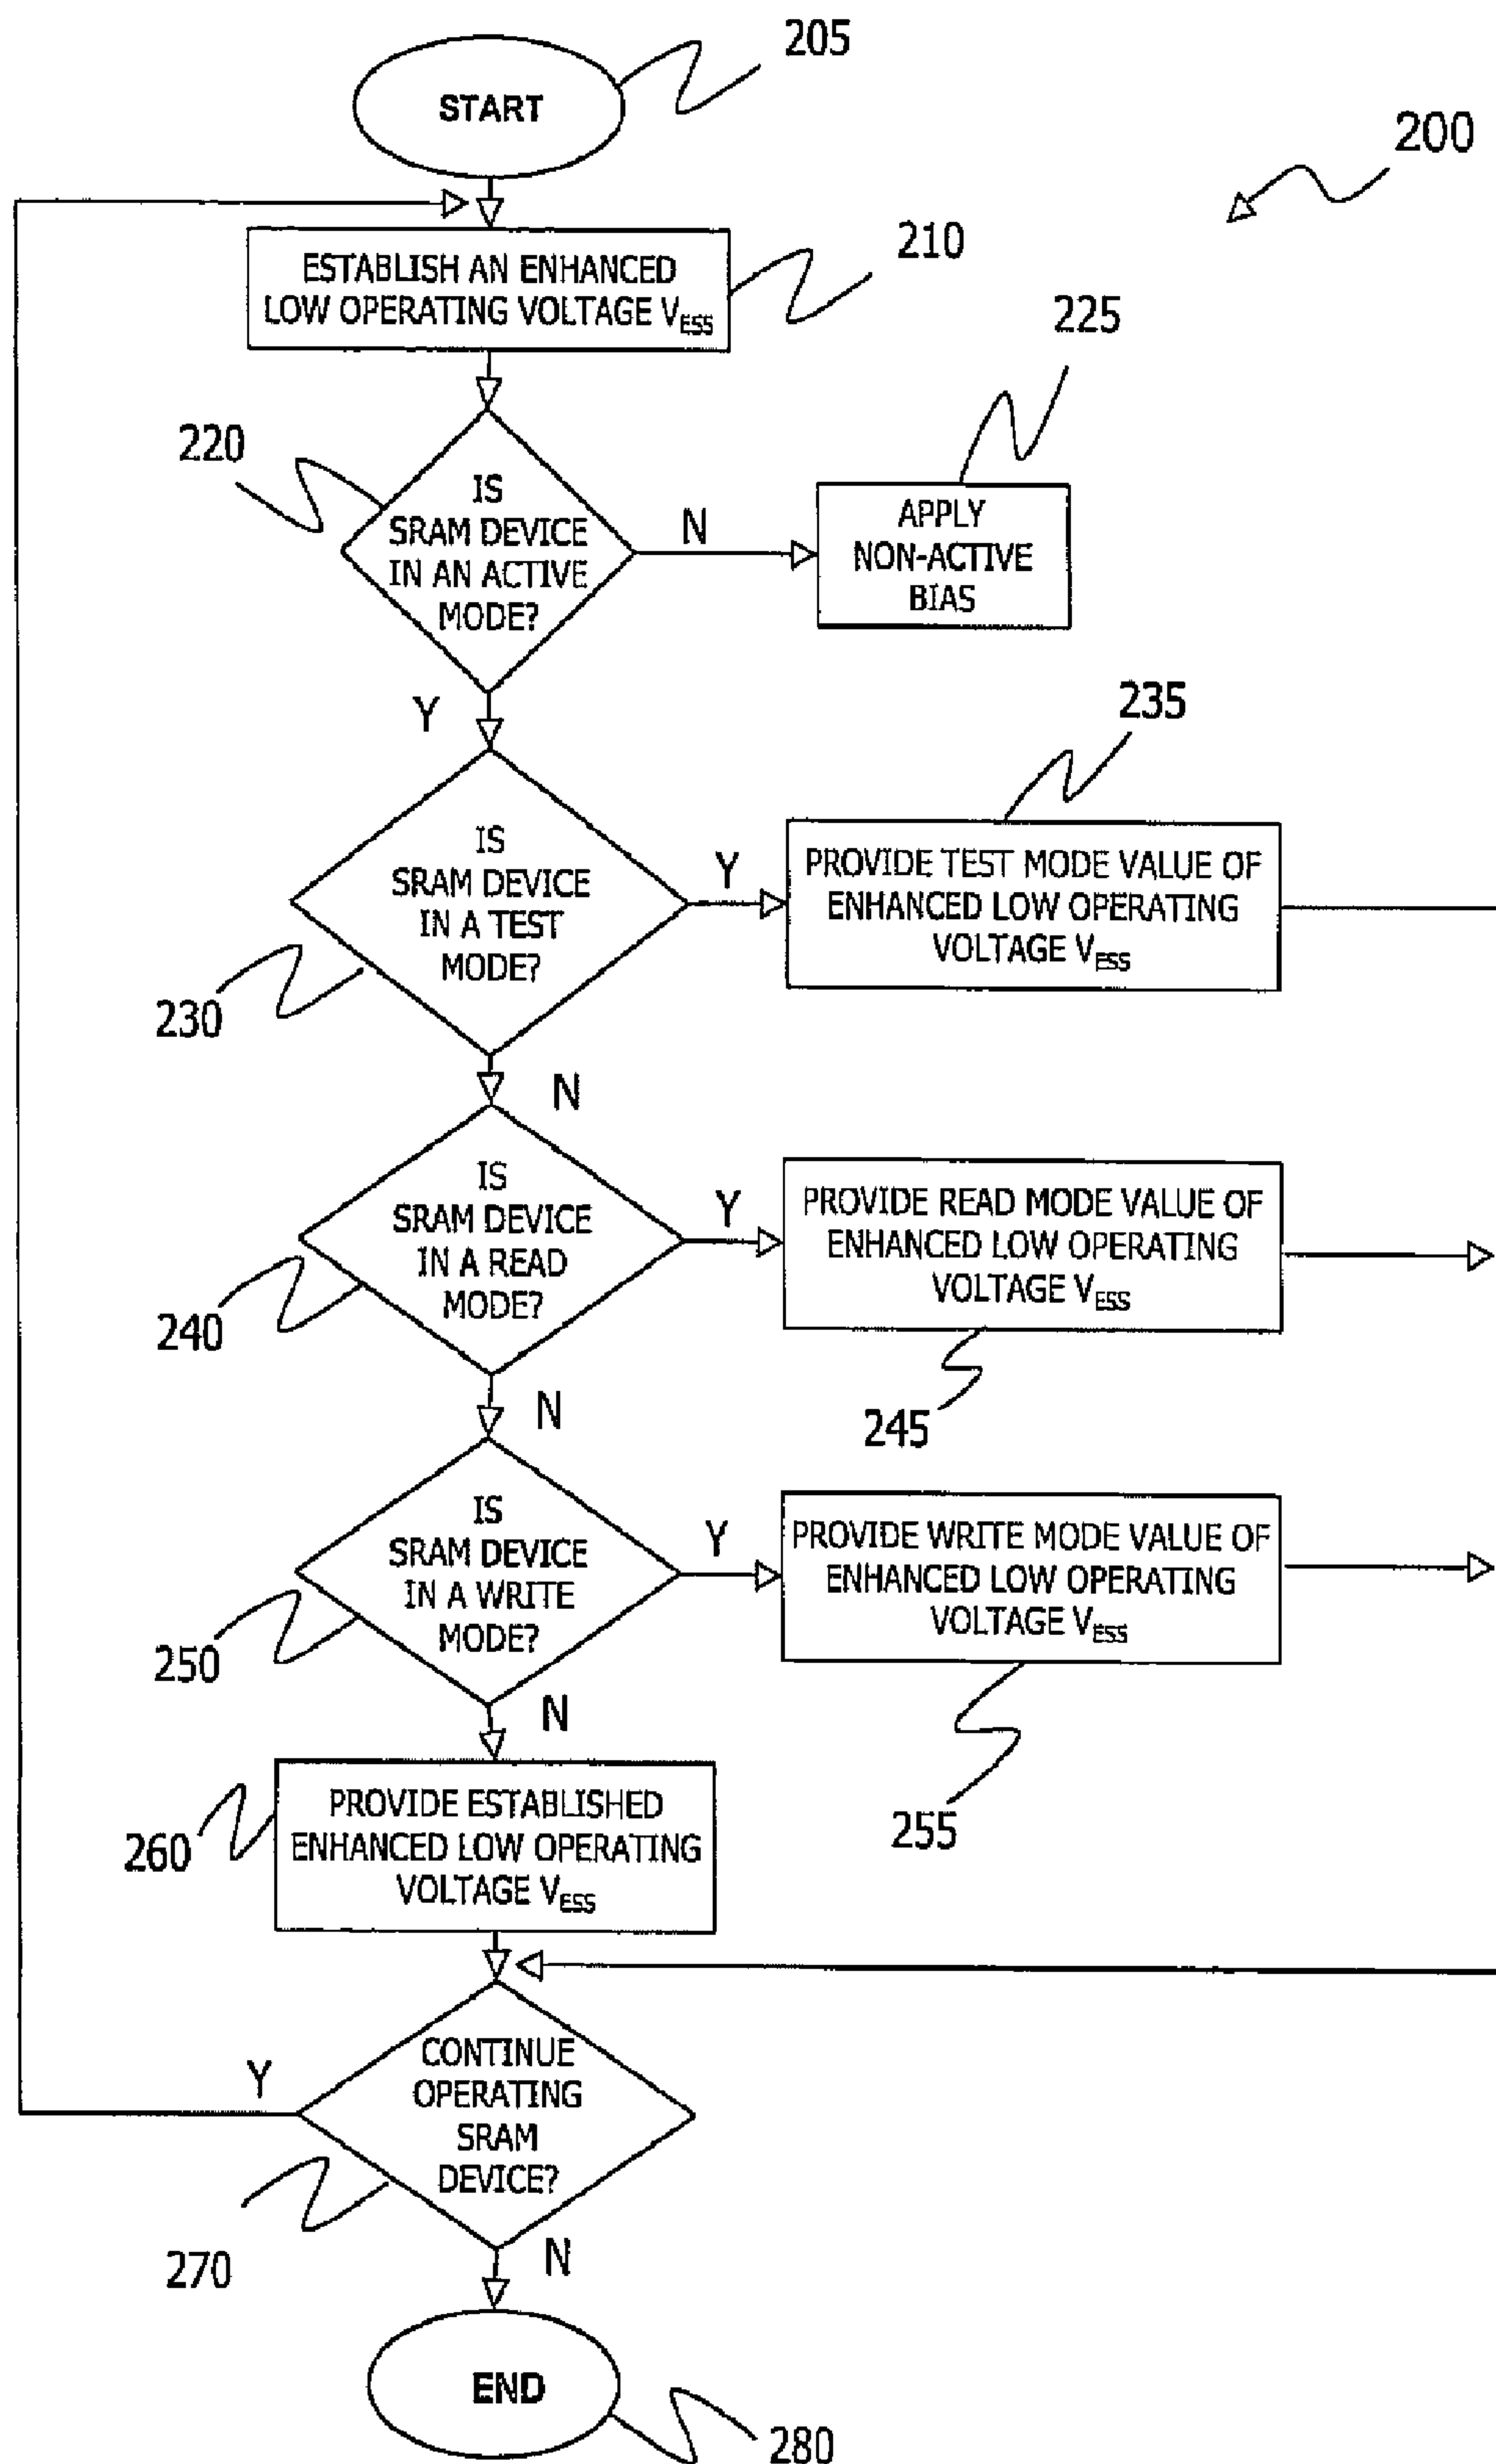 205
START
200
210
ESTABLISH AN ENHANCED
LOW OPERATING VOLTAGE VESS
225
220
IS
SRAM DEVICE
IN AN ACTIVE
MODE?
N
APPLY
NON-ACTIVE
BIAS
Y
235
IS
SRAM DEVICE
IN A TEST
MODE?
Y
PROVIDE TEST MODE VALUE OF
ENHANCED LOW OPERATING
VOLTAGE VESS
230
N
IS
SRAM DEVICE
IN A READ
MODE?
Y
PROVIDE READ MODE VALUE OF
ENHANCED LOW OPERATING
VOLTAGE VESS
240
245
N
IS
SRAM DEVICE
IN A WRITE
MODE?
Y
PROVIDE WRITE MODE VALUE OF
ENHANCED LOW OPERATING
VOLTAGE VESS
250
255
N
260
PROVIDE ESTABLISHED
ENHANCED LOW OPERATING
VOLTAGE VESS
Y
CONTINUE
OPERATING
SRAM
DEVICE?
270
N
END
280